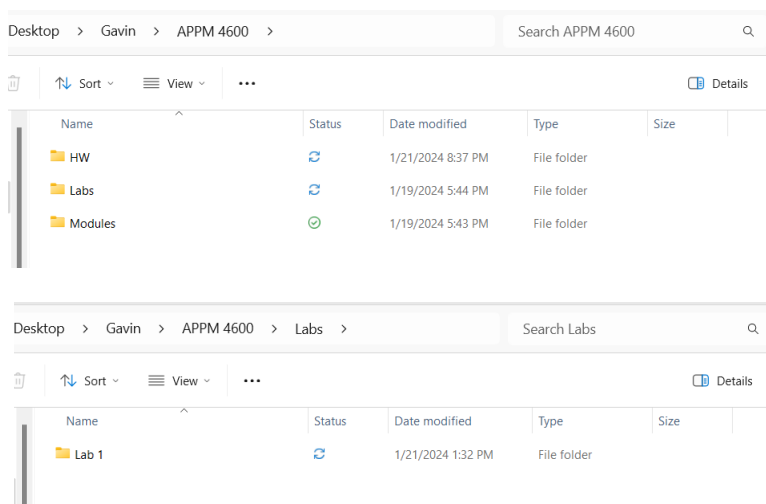 Desktop > Gavin > APPM 4600 > Search APPM 4600
Sort View ••• Details
Name Status Date modified Type Size
HW 1/21/2024 8:37 PM File folder
Labs 1/19/2024 5:44 PM File folder
Modules 1/19/2024 5:43 PM File folder
Desktop > Gavin > APPM 4600 > Labs > Search Labs
Sort View ••• Details
Name Status Date modified Type Size
Lab 1 1/21/2024 1:32 PM File folder